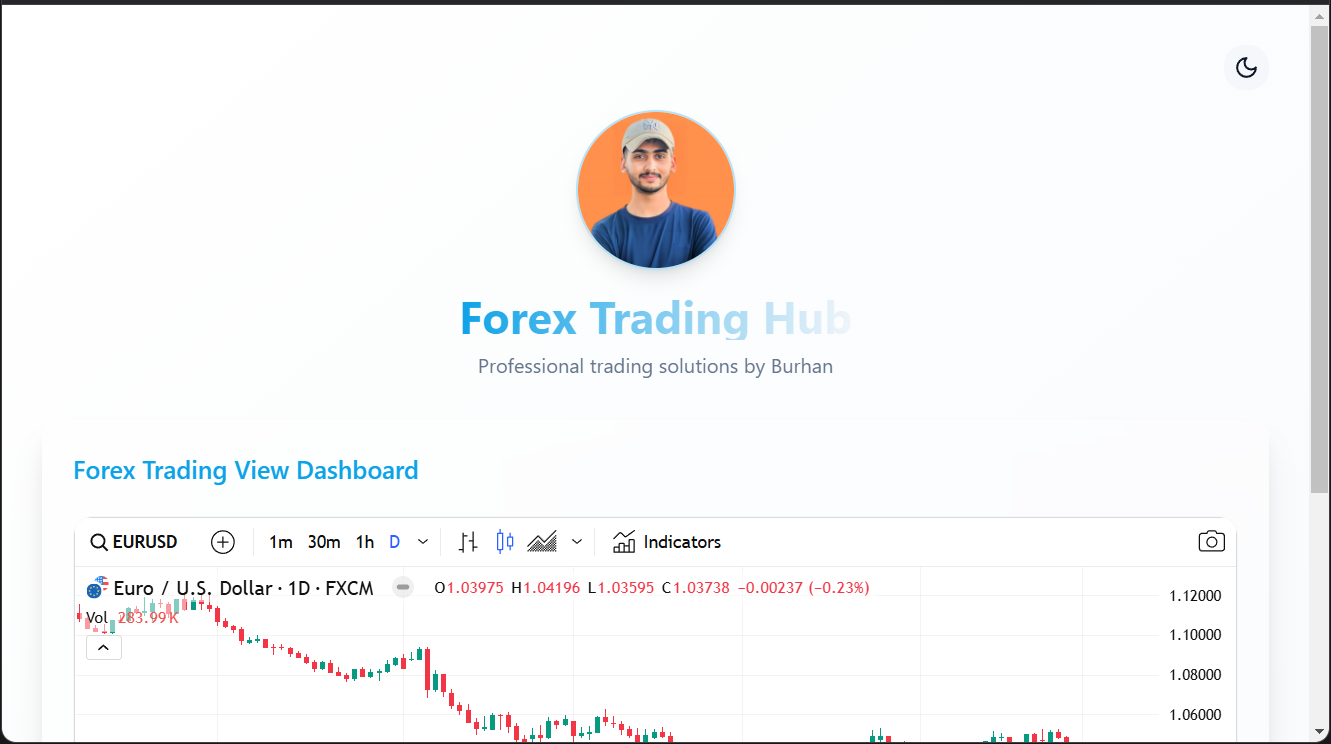 Forex Trading Hub
Professional trading solutions by Burhan
Forex Trading View Dashboard
EURUSD 1m 30m 1h D Indicators
Euro / U.S. Dollar · 1D · FXCM O1.03975 H1.04196 L1.03595 C1.03738 −0.00237 (−0.23%)
Vol 283.99K
1.12000
1.10000
1.08000
1.06000